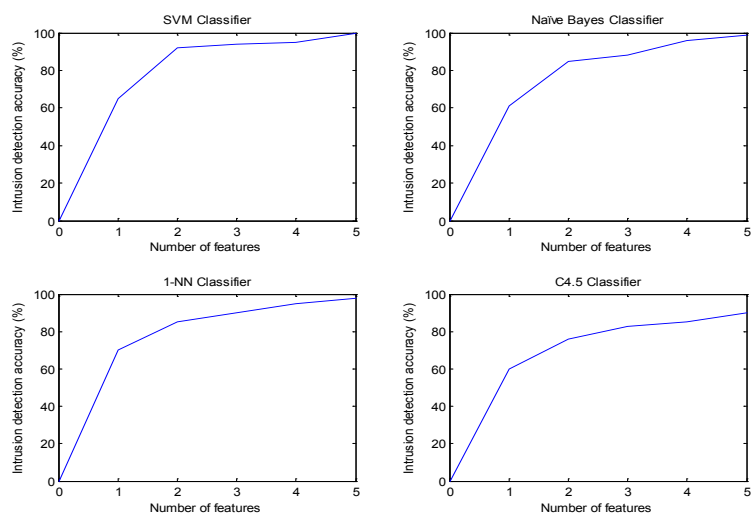 SVM Classifier
100
80
60
40
20
0
Intrusion detection accuracy (%)
0 1 2 3 4 5
Number of features
Naïve Bayes Classifier
100
80
60
40
20
0
Intrusion detection accuracy (%)
0 1 2 3 4 5
Number of features
1-NN Classifier
100
80
60
40
20
0
Intrusion detection accuracy (%)
0 1 2 3 4 5
Number of features
C4.5 Classifier
100
80
60
40
20
0
Intrusion detection accuracy (%)
0 1 2 3 4 5
Number of features